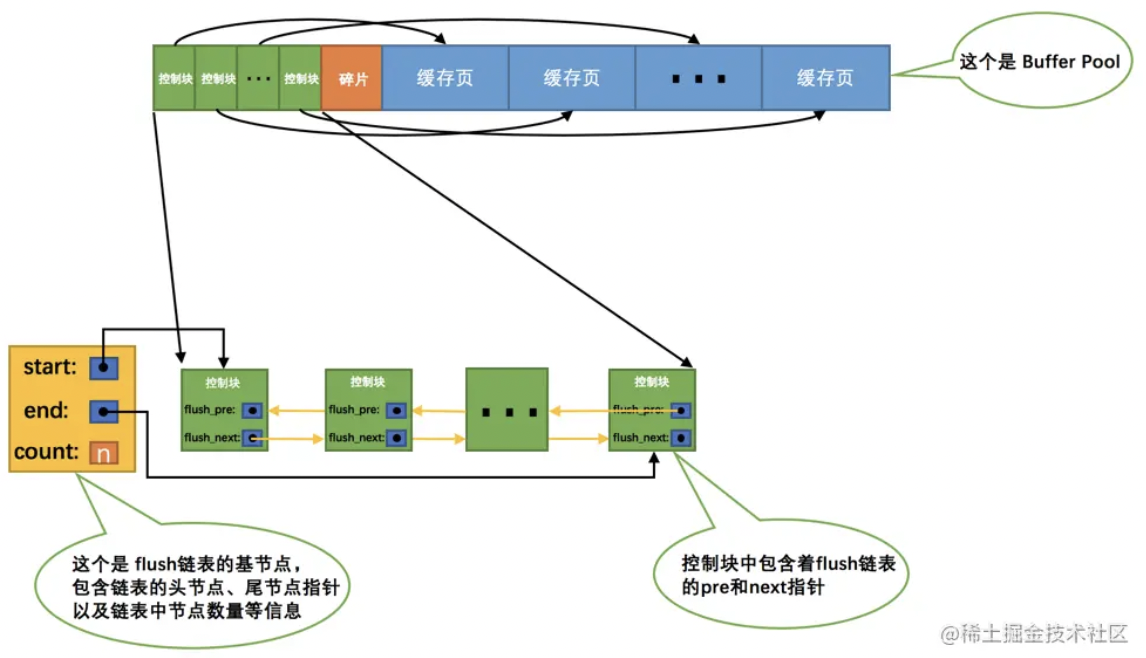 控制块 控制块 ··· 控制块 碎片 缓存页 缓存页 ··· 缓存页
这个是 Buffer Pool
start:
end:
count: n
控制块
flush_pre:
flush_next:
控制块
flush_pre:
flush_next:
···
控制块
flush_pre:
flush_next:
这个是 flush链表的基节点，
包含链表的头节点、尾节点指针
以及链表中节点数量等信息
控制块中包含着flush链表
的pre和next指针
@稀土掘金技术社区